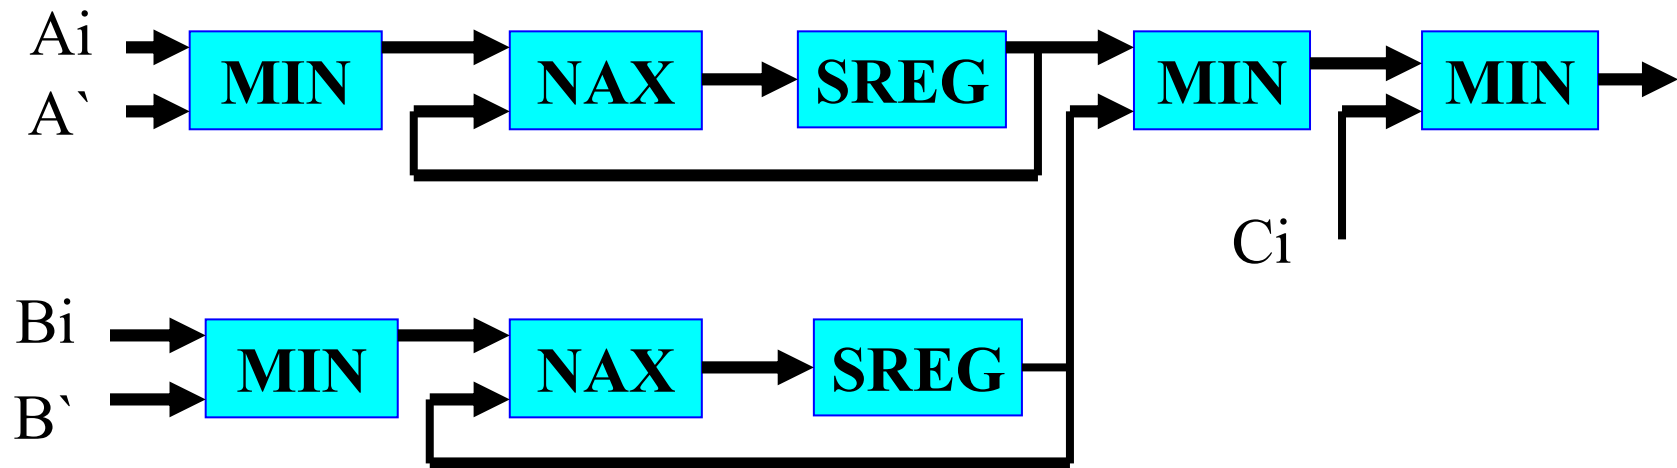 Ai
MIN NAX SREG MIN MIN
A`
Ci
Bi
MIN NAX SREG
B`